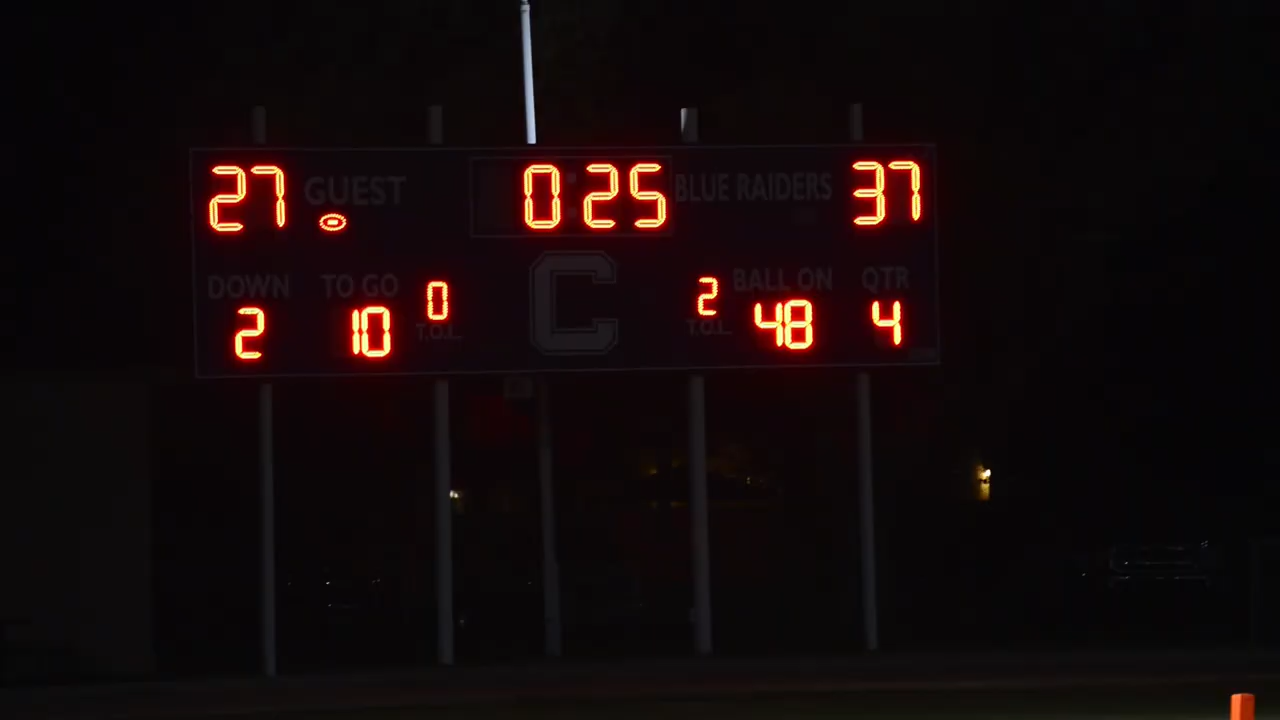 27 GUEST 0:25 BLUE RAIDERS 37
DOWN TO GO 0 C 2 BALL ON QTR
2 10 T.O.L. T.O.L. 48 4